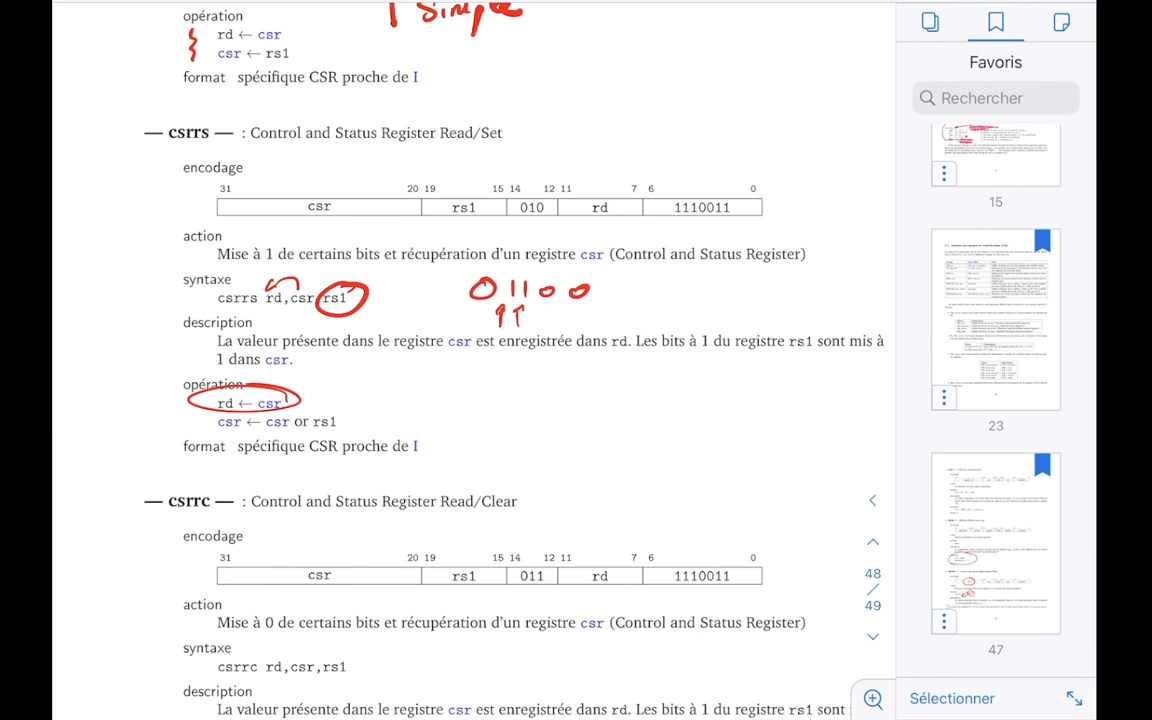 Simple
opération
rd ← csr
csr ← rs1
format spécifique CSR proche de I
— csrrs — : Control and Status Register Read/Set
encodage
31 20 19 15 14 12 11 7 6 0
csr rs1 010 rd 1110011
action
Mise à 1 de certains bits et récupération d'un registre csr (Control and Status Register)
syntaxe
csrrs rd,csr,rs1
01100
description
La valeur présente dans le registre csr est enregistrée dans rd. Les bits à 1 du registre rs1 sont mis à
1 dans csr.
opération
rd ← csr
csr ← csr or rs1
format spécifique CSR proche de I
— csrrc — : Control and Status Register Read/Clear
encodage
31 20 19 15 14 12 11 7 6 0
csr rs1 011 rd 1110011
action
Mise à 0 de certains bits et récupération d'un registre csr (Control and Status Register)
syntaxe
csrrc rd,csr,rs1
description
La valeur présente dans le registre csr est enregistrée dans rd. Les bits à 1 du registre rs1 sont
48
49
Favoris
Rechercher
15
23
47
Sélectionner